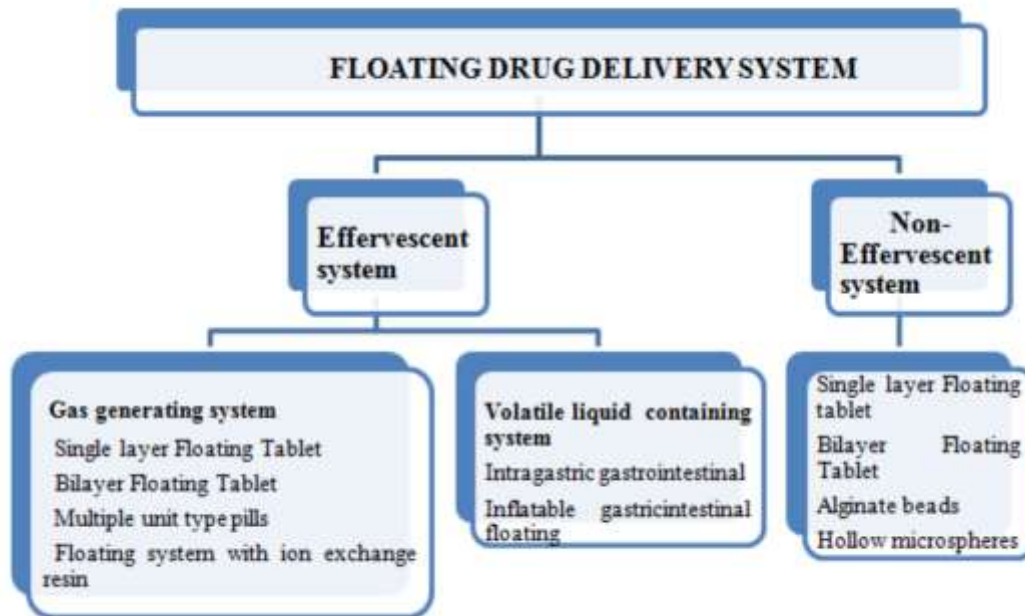 FLOATING DRUG DELIVERY SYSTEM
Effervescent
system
Non-
Effervescent
system
Gas generating system
Single layer Floating Tablet
Bilayer Floating Tablet
Multiple unit type pills
Floating system with ion exchange
resin
Volatile liquid containing
system
Intragastric gastrointestinal
Inflatable gastricintestinal
floating
Single layer Floating
tablet
Bilayer Floating
Tablet
Alginate beads
Hollow microspheres